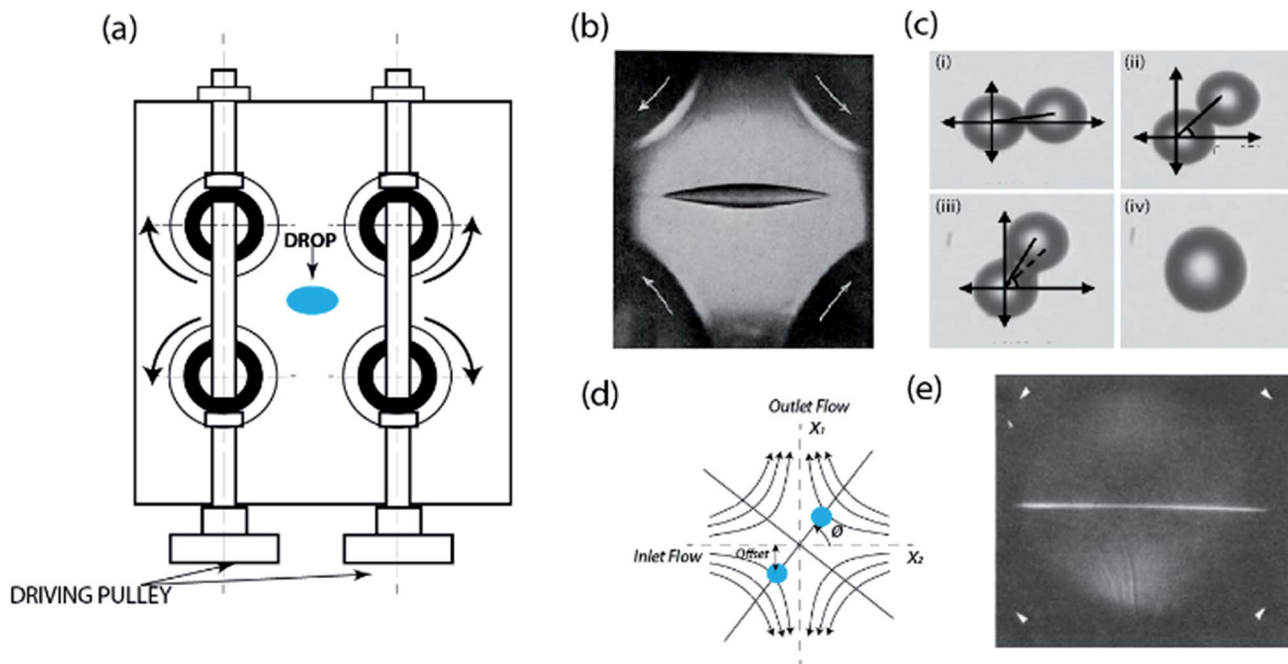 (a)
DROP
DRIVING PULLEY
(b)
(c)
(i)
(ii)
(iii)
(iv)
(d)
Outlet Flow
X₁
Ø
Offset
Inlet Flow
X₂
(e)